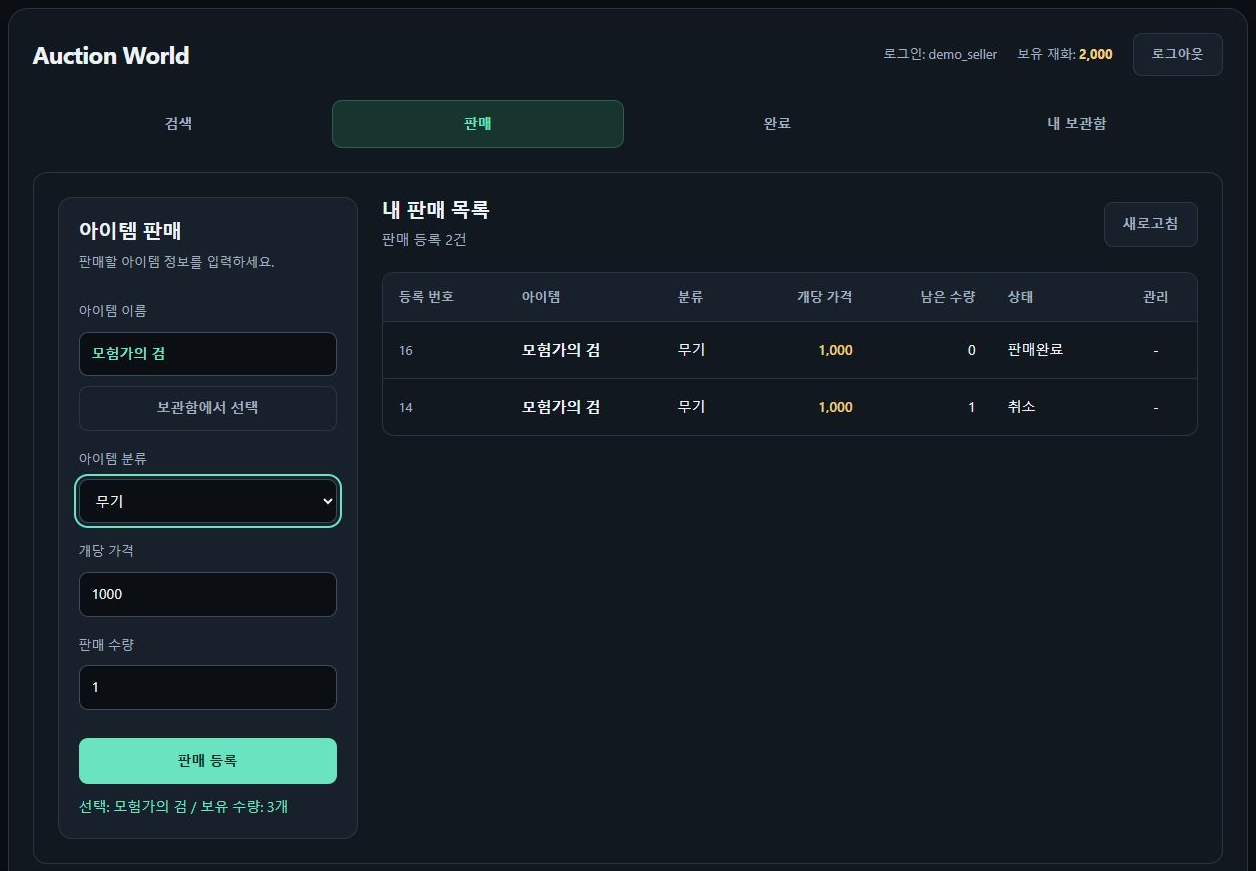 Auction World
로그인: demo_seller 보유 재화: 2,000 로그아웃
검색 판매 완료 내 보관함
아이템 판매
판매할 아이템 정보를 입력하세요.
아이템 이름
모험가의 검
보관함에서 선택
아이템 분류
무기
개당 가격
1000
판매 수량
1
판매 등록
선택: 모험가의 검 / 보유 수량: 3개
내 판매 목록
판매 등록 2건
새로고침
등록 번호 아이템 분류 개당 가격 남은 수량 상태 관리
16 모험가의 검 무기 1,000 0 판매완료 -
14 모험가의 검 무기 1,000 1 취소 -